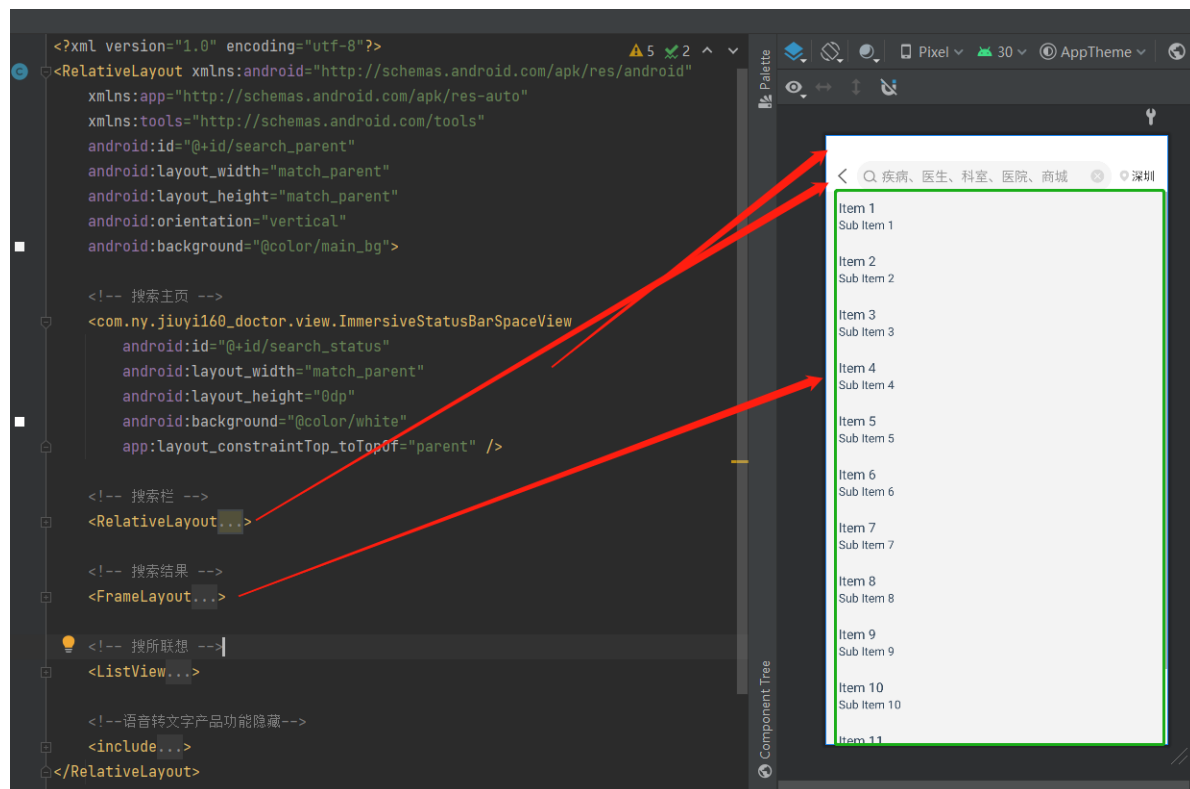 <?xml version="1.0" encoding="utf-8"?>
5 2
<RelativeLayout xmlns:android="http://schemas.android.com/apk/res/android"
xmlns:app="http://schemas.android.com/apk/res-auto"
xmlns:tools="http://schemas.android.com/tools"
android:id="@+id/search_parent"
android:layout_width="match_parent"
android:layout_height="match_parent"
android:orientation="vertical"
android:background="@color/main_bg">
<!-- 搜索主页 -->
<com.ny.jiuyi160_doctor.view.ImmersiveStatusBarSpaceView
android:id="@+id/search_status"
android:layout_width="match_parent"
android:layout_height="0dp"
android:background="@color/white"
app:layout_constraintTop_toTopOf="parent" />
<!-- 搜索栏 -->
<RelativeLayout...>
<!-- 搜索结果 -->
<FrameLayout...>
<!-- 搜所联想 -->
<ListView...>
<!--语音转文字产品功能隐藏-->
<include...>
</RelativeLayout>
C
Palette
Component Tree
Pixel 30 AppTheme
疾病、医生、科室、医院、商城 深圳
Item 1
Sub Item 1
Item 2
Sub Item 2
Item 3
Sub Item 3
Item 4
Sub Item 4
Item 5
Sub Item 5
Item 6
Sub Item 6
Item 7
Sub Item 7
Item 8
Sub Item 8
Item 9
Sub Item 9
Item 10
Sub Item 10
Item 11